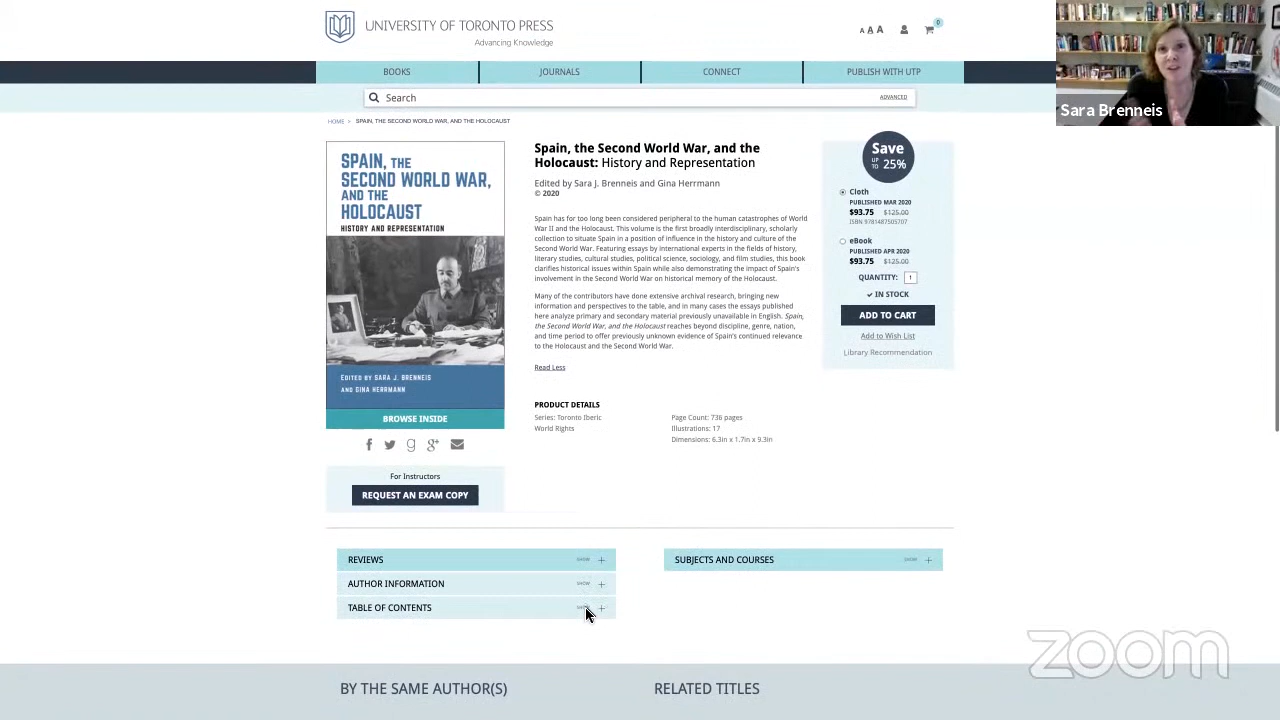 UNIVERSITY OF TORONTO PRESS
Advancing Knowledge
A A A
0
BOOKS
JOURNALS
CONNECT
PUBLISH WITH UTP
Search
ADVANCED
Sara Brenneis
HOME > SPAIN, THE SECOND WORLD WAR, AND THE HOLOCAUST
SPAIN, THE
SECOND WORLD WAR,
AND THE
HOLOCAUST
HISTORY AND REPRESENTATION
EDITED BY SARA J. BRENNEIS
AND GINA HERRMANN
BROWSE INSIDE
f
g
g+
For Instructors
REQUEST AN EXAM COPY
Spain, the Second World War, and the
Holocaust: History and Representation
Edited by Sara J. Brenneis and Gina Herrmann
© 2020
Spain has for too long been considered peripheral to the human catastrophes of World
War II and the Holocaust. This volume is the first broadly interdisciplinary, scholarly
collection to situate Spain in a position of influence in the history and culture of the
Second World War. Featuring essays by international experts in the fields of history,
literary studies, cultural studies, political science, sociology, and film studies, this book
clarifies historical issues within Spain while also demonstrating the impact of Spain's
involvement in the Second World War on historical memory of the Holocaust.
Many of the contributors have done extensive archival research, bringing new
information and perspectives to the table, and in many cases the essays published
here analyze primary and secondary material previously unavailable in English. Spain,
the Second World War, and the Holocaust reaches beyond discipline, genre, nation,
and time period to offer previously unknown evidence of Spain's continued relevance
to the Holocaust and the Second World War.
Read Less
PRODUCT DETAILS
Series: Toronto Iberic
World Rights
Page Count: 736 pages
Illustrations: 17
Dimensions: 6.3in x 1.7in x 9.3in
Save
UP TO 25%
Cloth
PUBLISHED MAR 2020
$93.75 $125.00
ISBN 9781487505707
eBook
PUBLISHED APR 2020
$93.75 $125.00
QUANTITY: 1
IN STOCK
ADD TO CART
Add to Wish List
Library Recommendation
REVIEWS SHOW +
AUTHOR INFORMATION SHOW +
TABLE OF CONTENTS +
SUBJECTS AND COURSES SHOW +
zoom
BY THE SAME AUTHOR(S)
RELATED TITLES